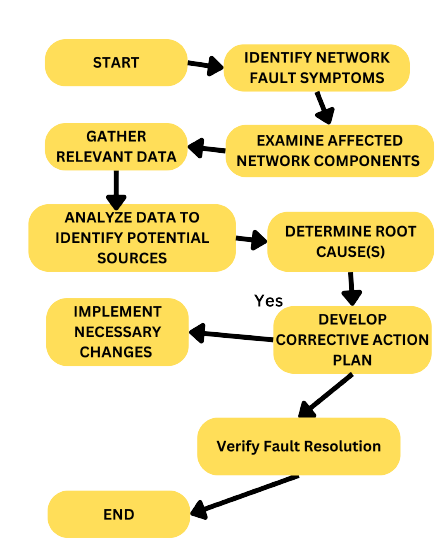 START
IDENTIFY NETWORK
FAULT SYMPTOMS
EXAMINE AFFECTED
NETWORK COMPONENTS
GATHER
RELEVANT DATA
ANALYZE DATA TO
IDENTIFY POTENTIAL
SOURCES
DETERMINE ROOT
CAUSE(S)
DEVELOP
CORRECTIVE ACTION
PLAN
Yes
IMPLEMENT
NECESSARY
CHANGES
Verify Fault Resolution
END